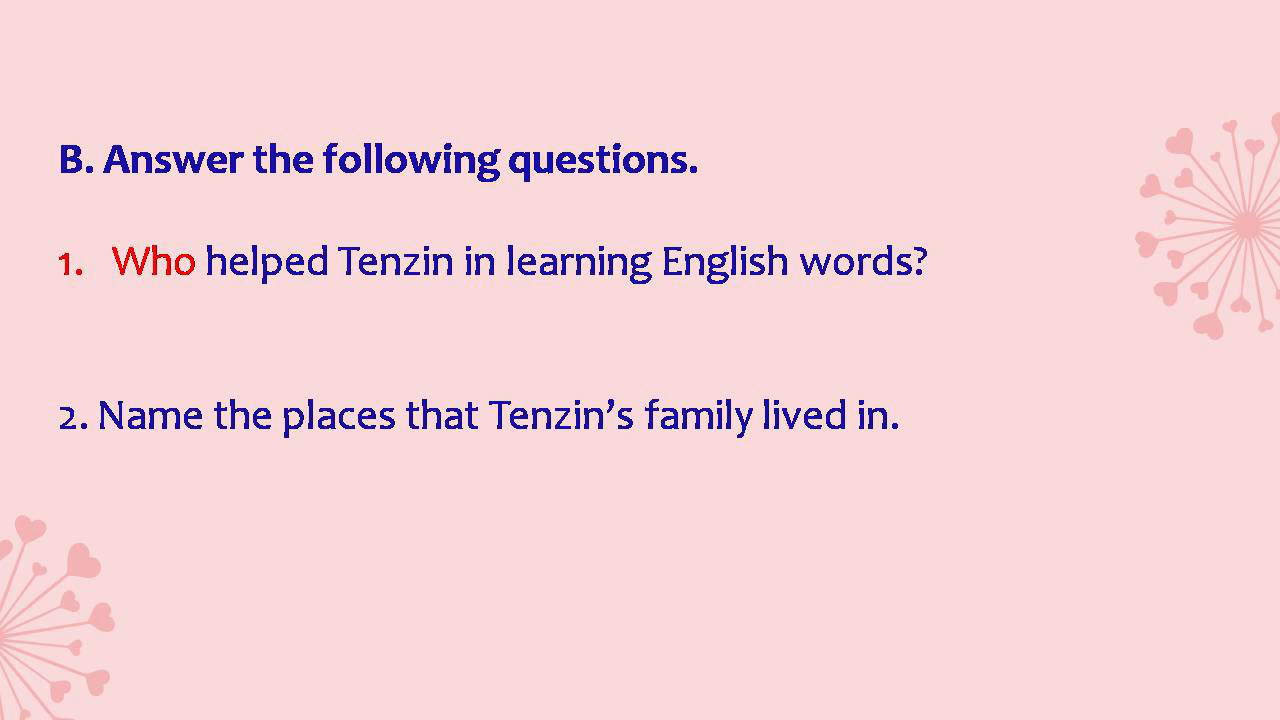 B. Answer the following questions.
1. Who helped Tenzin in learning English words?
2. Name the places that Tenzin’s family lived in.